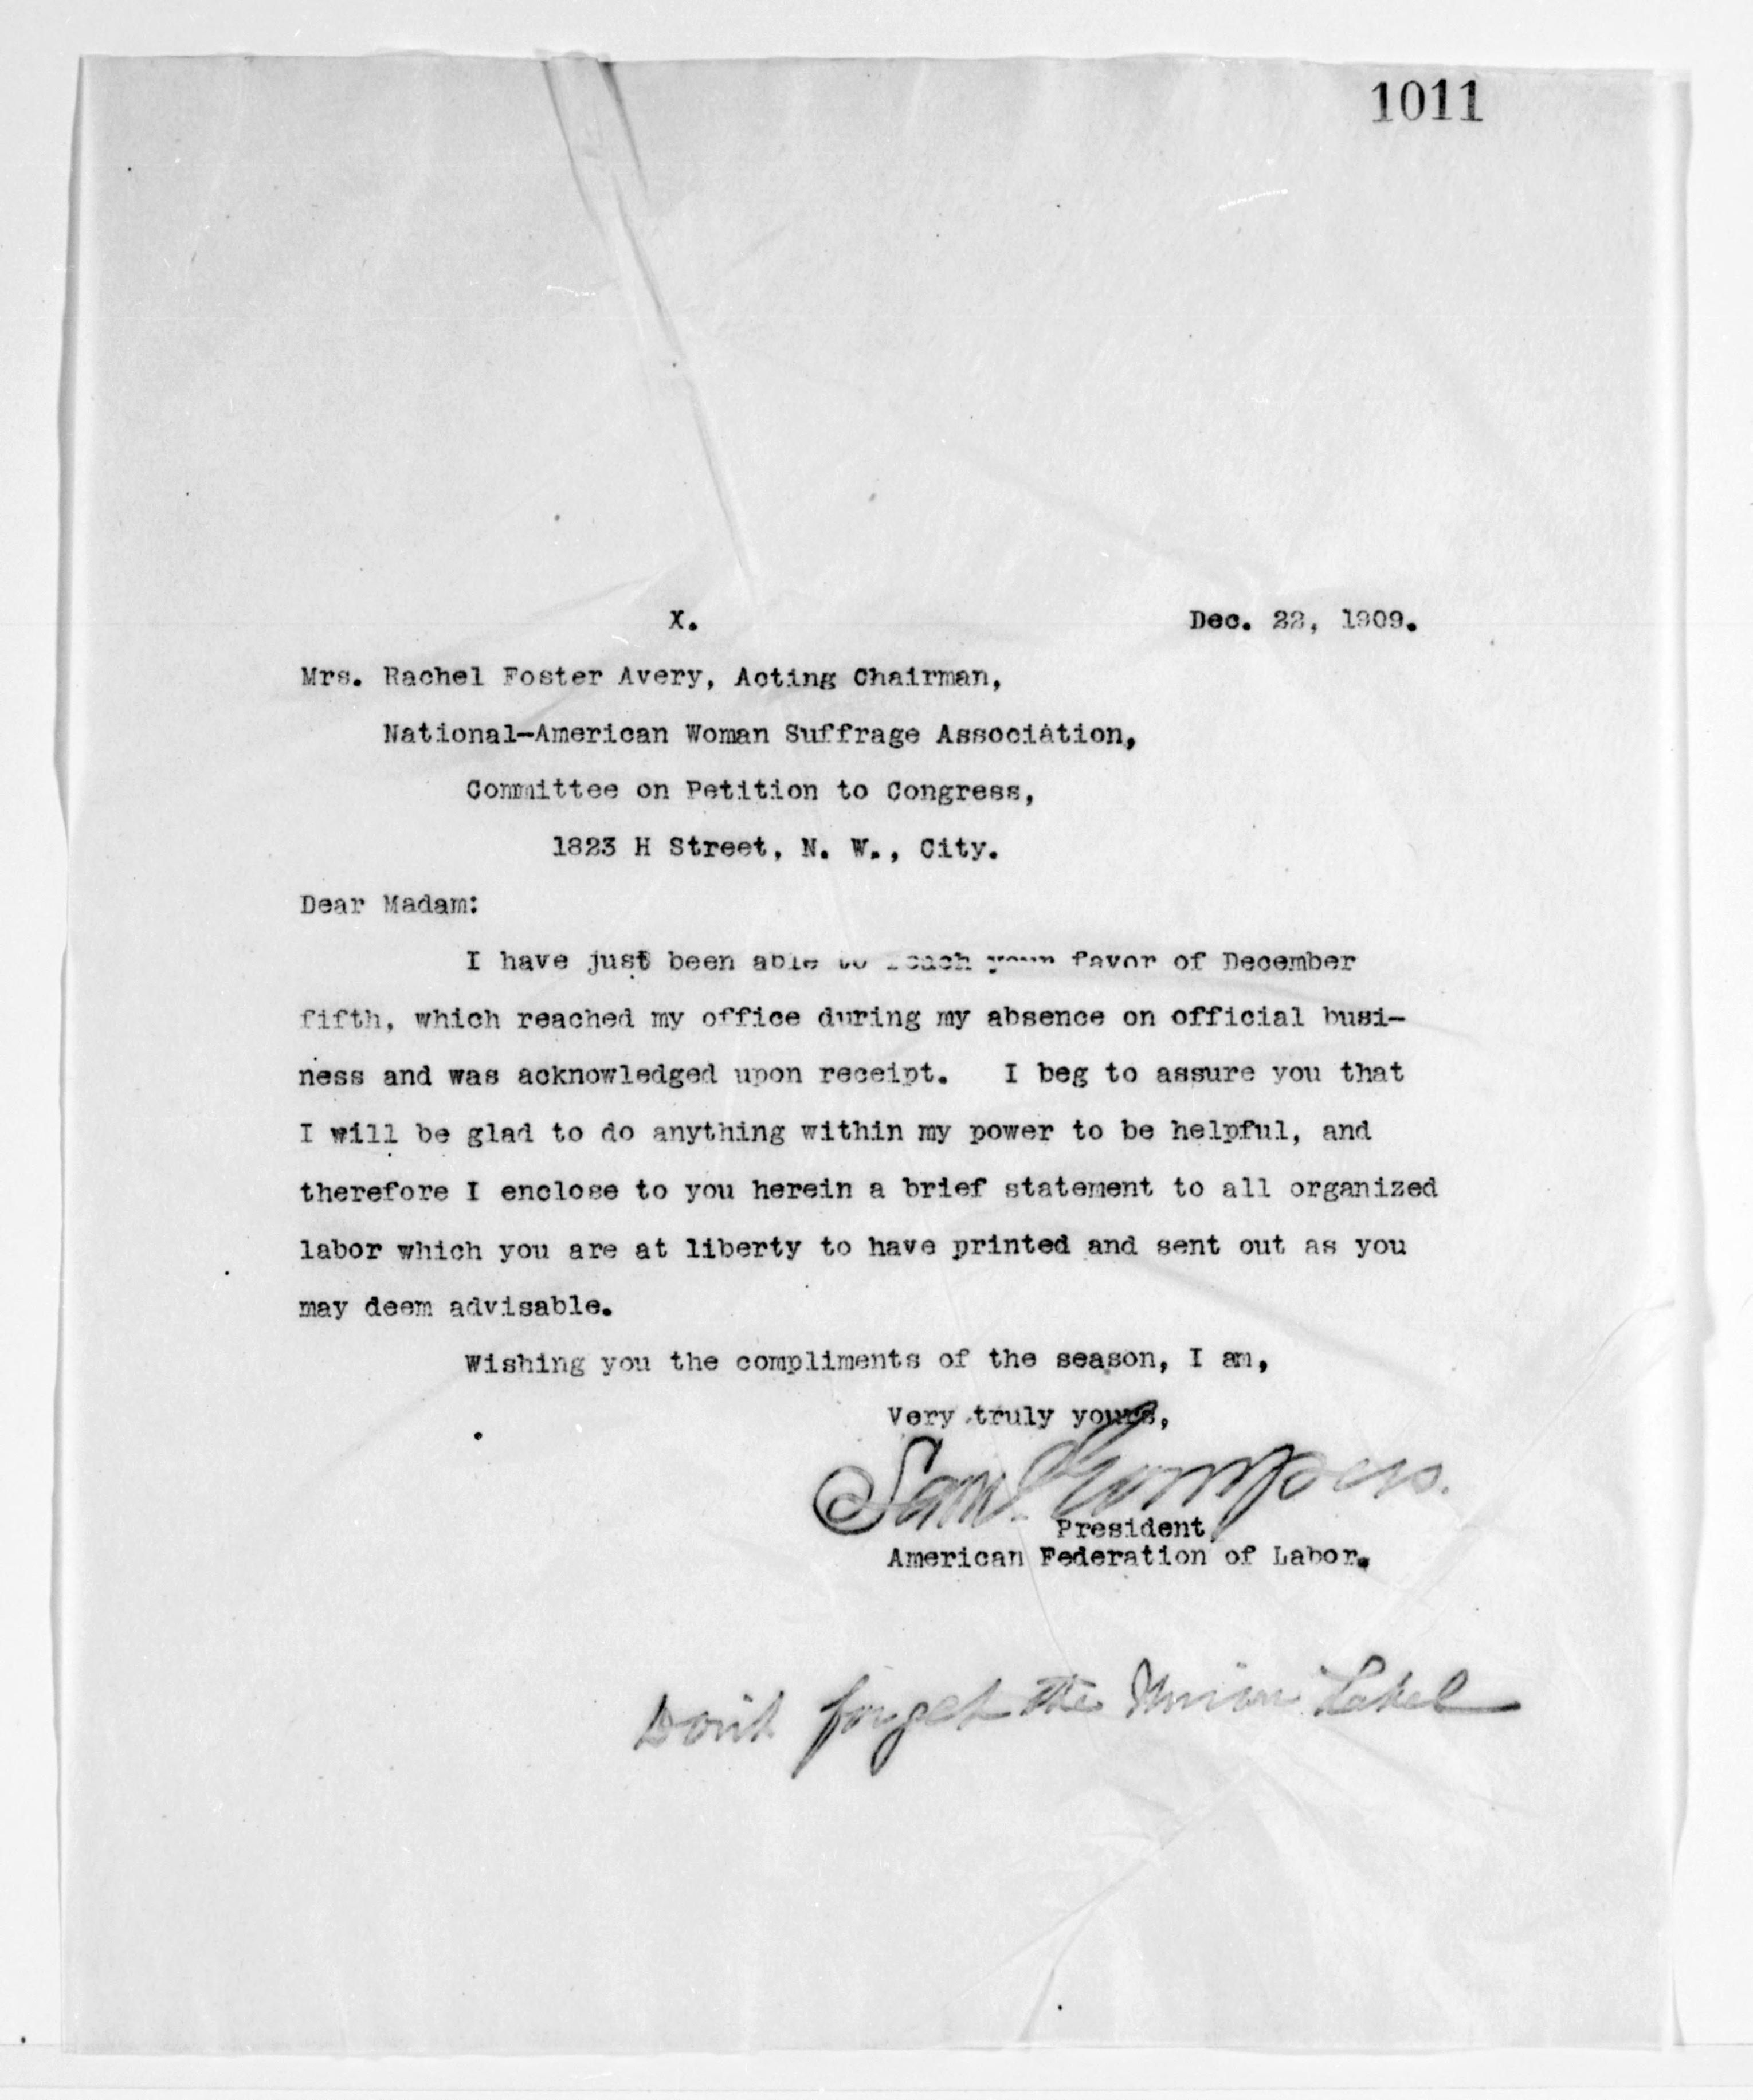 1011
X. Dec. 22, 1909.
Mrs. Rachel Foster Avery, Acting Chairman,
National-American Woman Suffrage Association,
Committee on Petition to Congress,
1823 H Street, N. W., City.
Dear Madam:
I have just been able to reach your favor of December
fifth, which reached my office during my absence on official busi-
ness and was acknowledged upon receipt. I beg to assure you that
I will be glad to do anything within my power to be helpful, and
therefore I enclose to you herein a brief statement to all organized
labor which you are at liberty to have printed and sent out as you
may deem advisable.
Wishing you the compliments of the season, I am,
Very truly yours,
Saml Gompers.
President
American Federation of Labor.
Don't forget the Union Label